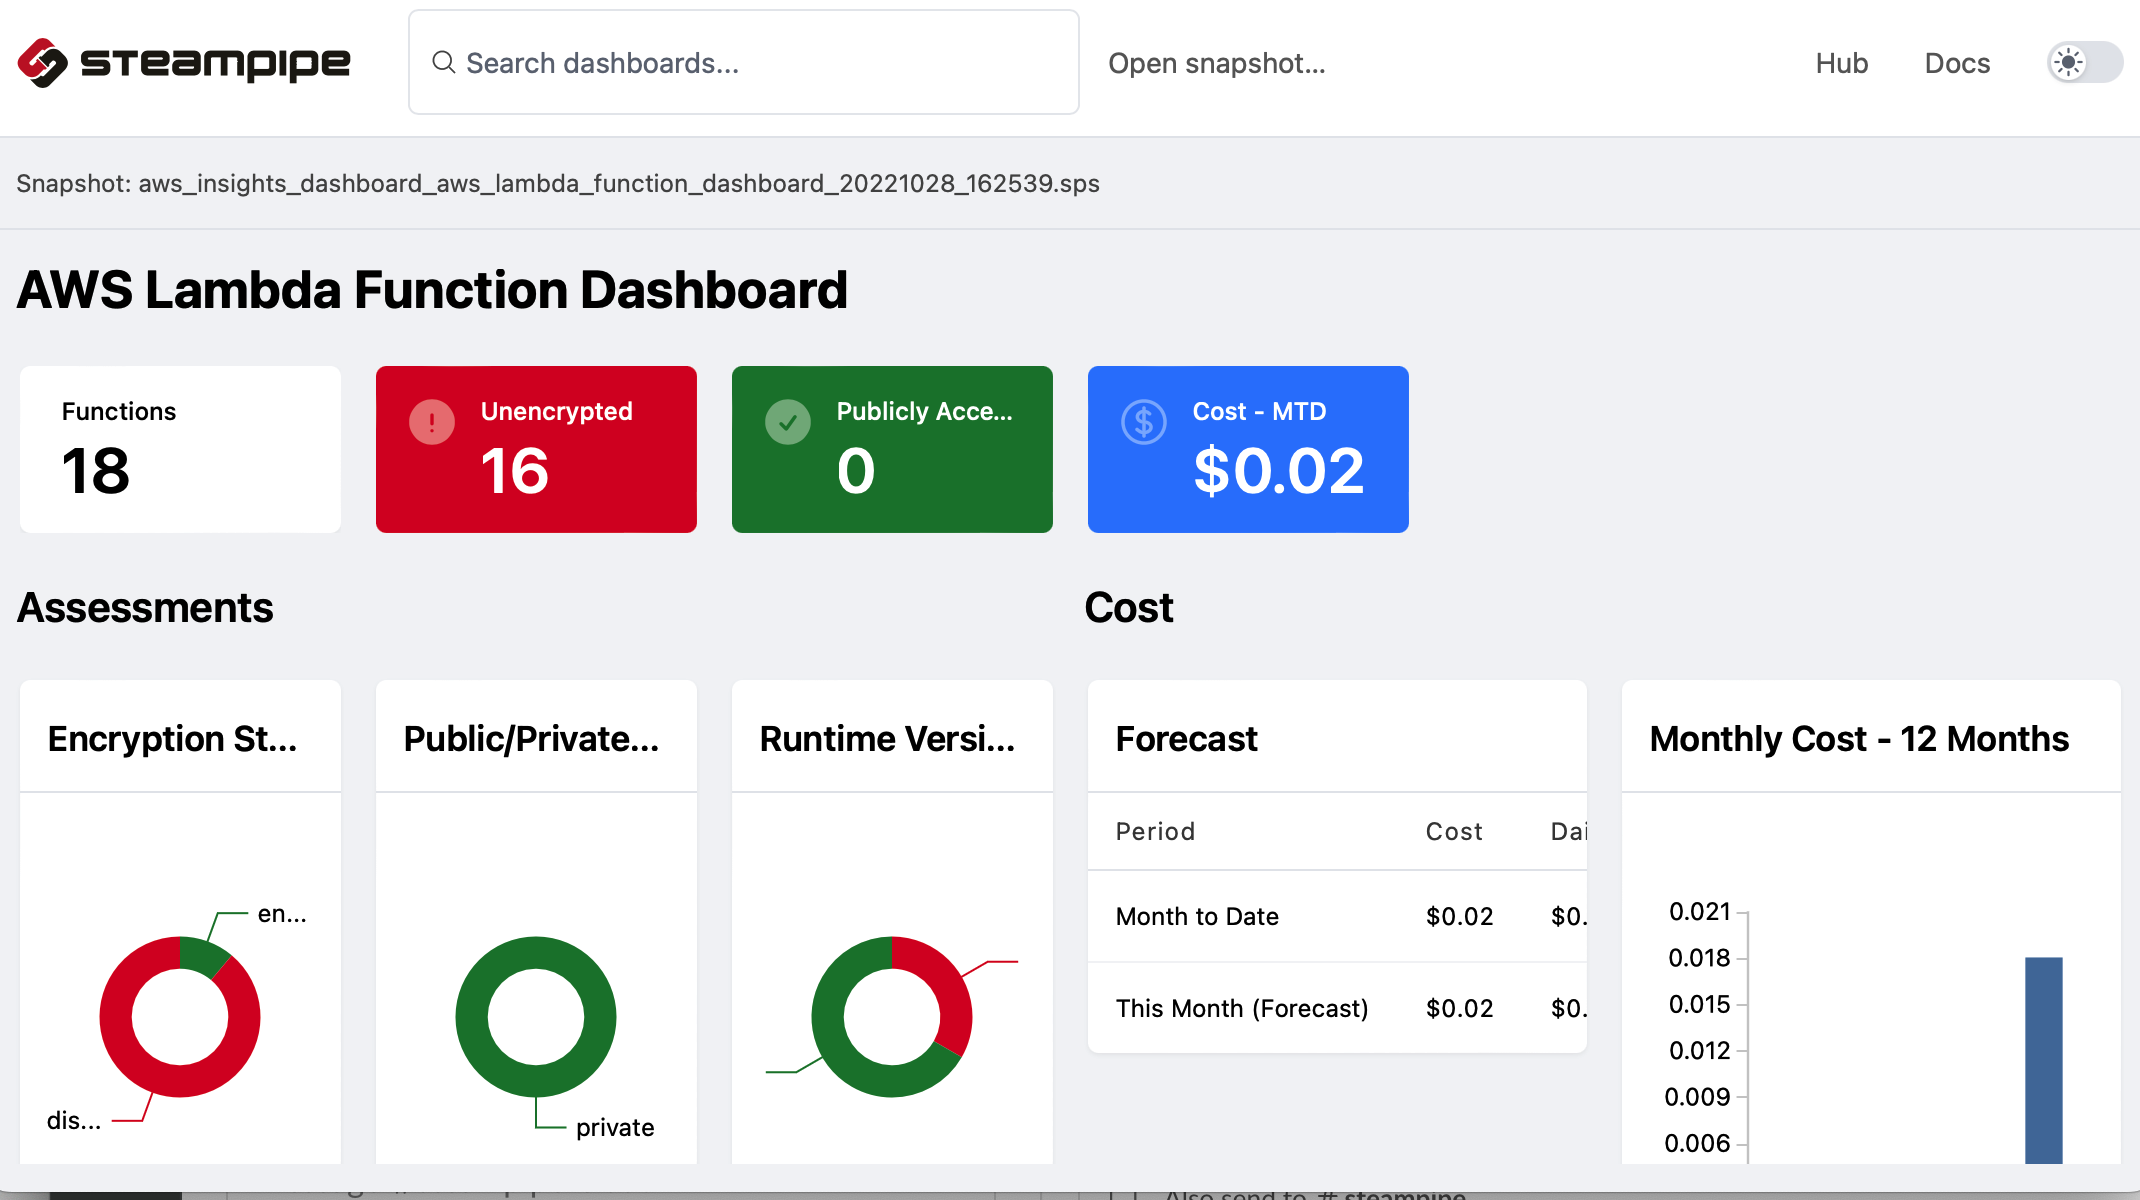 steampipe
Search dashboards...
Open snapshot...
Hub
Docs
Snapshot: aws_insights_dashboard_aws_lambda_function_dashboard_20221028_162539.sps
AWS Lambda Function Dashboard
Functions
18
Unencrypted
16
Publicly Acce...
0
Cost - MTD
$0.02
Assessments
Cost
Encryption St...
en...
dis...
Public/Private...
private
Runtime Versi...
Forecast
Period Cost Dai
Month to Date $0.02 $0.
This Month (Forecast) $0.02 $0.
Monthly Cost - 12 Months
0.021
0.018
0.015
0.012
0.009
0.006
Also send to # steampipe